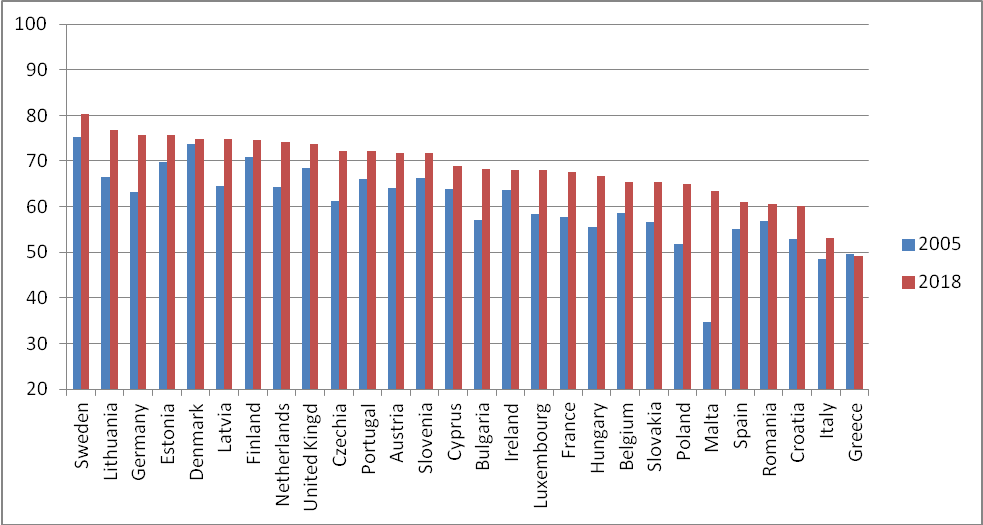 100
90
80
70
60
50
40
30
20
Sweden
Lithuania
Germany
Estonia
Denmark
Latvia
Finland
Netherlands
United Kingd
Czechia
Portugal
Austria
Slovenia
Cyprus
Bulgaria
Ireland
Luxembourg
France
Hungary
Belgium
Slovakia
Poland
Malta
Spain
Romania
Croatia
Italy
Greece
2005
2018